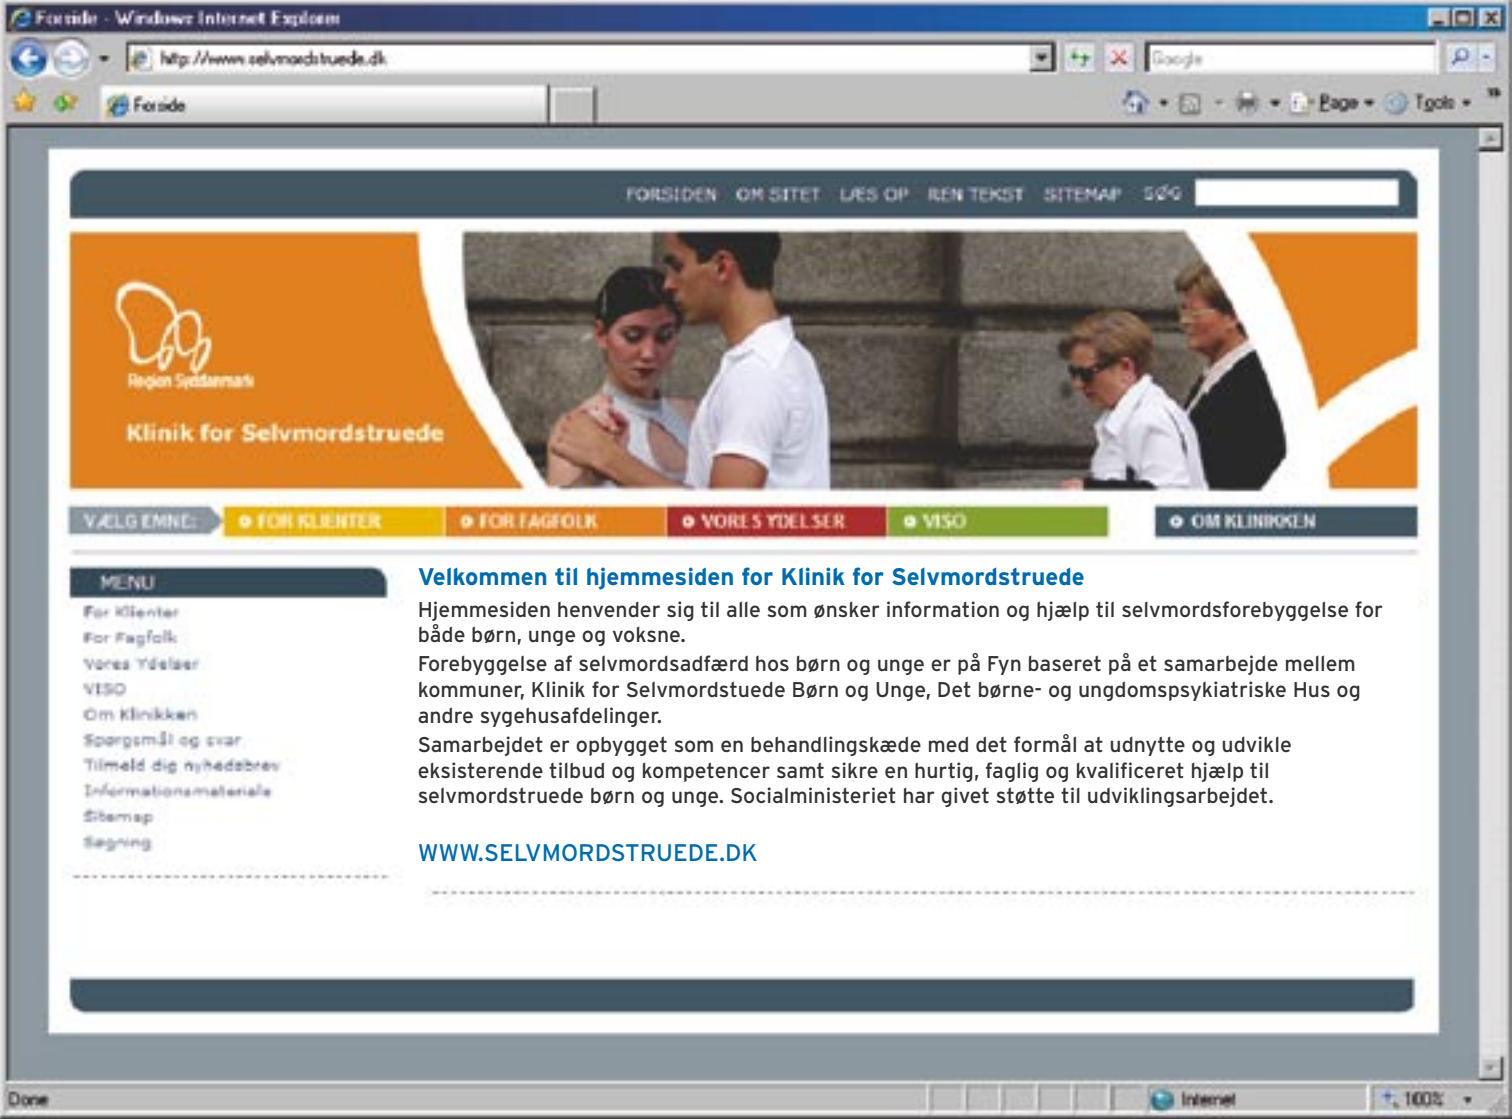 Forside - Windows Internet Explorer
http://www.selvmordstruede.dk
Google
Forside
Page
Tools
FORSIDEN OM SITET LÆS OP REN TEKST SITEMAP SØG
Region Syddanmark
Klinik for Selvmordstruede
VÆLG EMNE: FOR KLIENTER FOR FAGFOLK VORES YDELSER VISO OM KLINIKKEN
MENU
For Klienter
For Fagfolk
Vores Ydelser
VISO
Om Klinikken
Spørgsmål og svar
Tilmeld dig nyhedsbrev
Informationsmateriale
Sitemap
Søgning
Velkommen til hjemmesiden for Klinik for Selvmordstruede
Hjemmesiden henvender sig til alle som ønsker information og hjælp til selvmordsforebyggelse for
både børn, unge og voksne.
Forebyggelse af selvmordsadfærd hos børn og unge er på Fyn baseret på et samarbejde mellem
kommuner, Klinik for Selvmordstuede Børn og Unge, Det børne- og ungdomspsykiatriske Hus og
andre sygehusafdelinger.
Samarbejdet er opbygget som en behandlingskæde med det formål at udnytte og udvikle
eksisterende tilbud og kompetencer samt sikre en hurtig, faglig og kvalificeret hjælp til
selvmordstruede børn og unge. Socialministeriet har givet støtte til udviklingsarbejdet.
WWW.SELVMORDSTRUEDE.DK
Done
Internet
100%